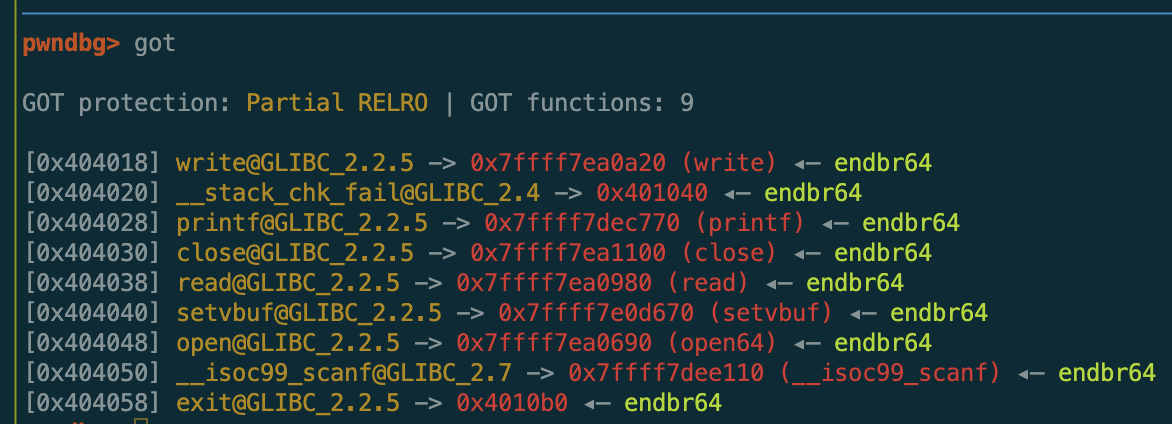 pwndbg> got
GOT protection: Partial RELRO | GOT functions: 9
[0x404018] write@GLIBC_2.2.5 -> 0x7ffff7ea0a20 (write) ◂— endbr64
[0x404020] __stack_chk_fail@GLIBC_2.4 -> 0x401040 ◂— endbr64
[0x404028] printf@GLIBC_2.2.5 -> 0x7ffff7dec770 (printf) ◂— endbr64
[0x404030] close@GLIBC_2.2.5 -> 0x7ffff7ea1100 (close) ◂— endbr64
[0x404038] read@GLIBC_2.2.5 -> 0x7ffff7ea0980 (read) ◂— endbr64
[0x404040] setvbuf@GLIBC_2.2.5 -> 0x7ffff7e0d670 (setvbuf) ◂— endbr64
[0x404048] open@GLIBC_2.2.5 -> 0x7ffff7ea0690 (open64) ◂— endbr64
[0x404050] __isoc99_scanf@GLIBC_2.7 -> 0x7ffff7dee110 (__isoc99_scanf) ◂— endbr64
[0x404058] exit@GLIBC_2.2.5 -> 0x4010b0 ◂— endbr64